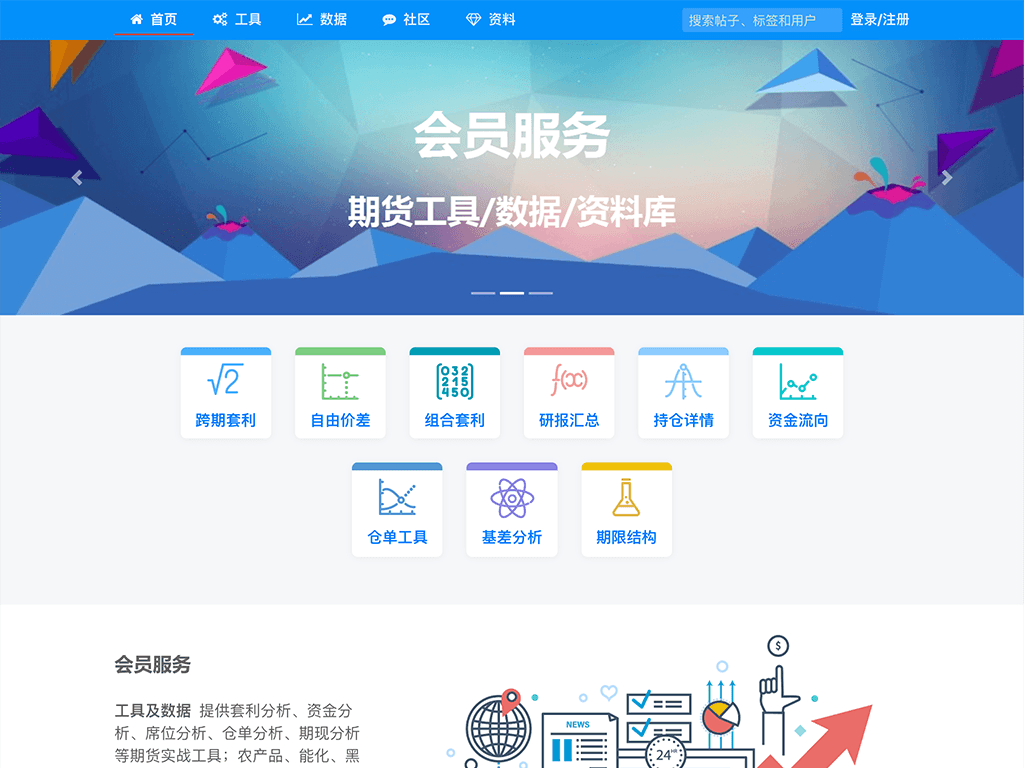 首页 工具 数据 社区 资料 搜索帖子、标签和用户 登录/注册
会员服务
期货工具/数据/资料库
√2
032
215
450
f(x)
跨期套利 自由价差 组合套利 研报汇总 持仓详情 资金流向
仓单工具 基差分析 期限结构
会员服务
工具及数据 提供套利分析、资金分
析、席位分析、仓单分析、期现分析
等期货实战工具；农产品、能化、黑
$
NEWS
24